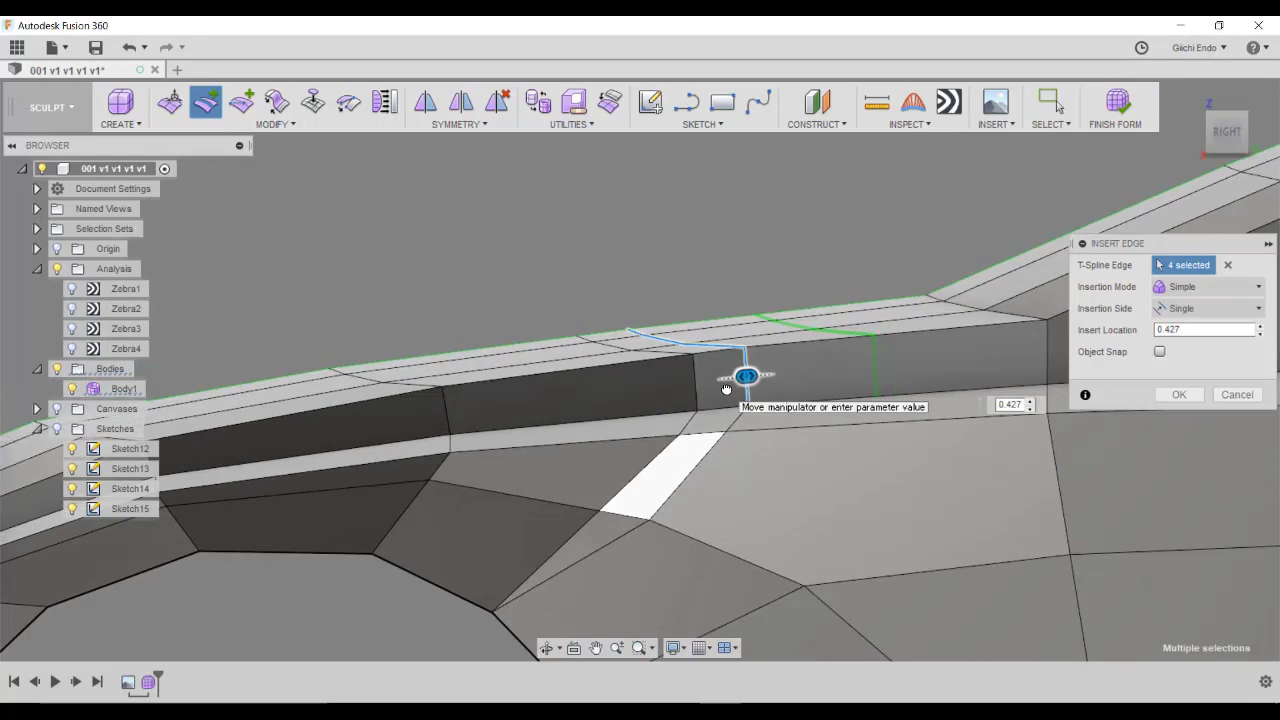 Autodesk Fusion 360
Giichi Endo
001 v1 v1 v1 v1*
SCULPT
CREATE
MODIFY
SYMMETRY
UTILITIES
SKETCH
CONSTRUCT
INSPECT
INSERT
SELECT
FINISH FORM
BROWSER
001 v1 v1 v1 v1
Document Settings
Named Views
Selection Sets
Origin
Analysis
Zebra1
Zebra2
Zebra3
Zebra4
Bodies
Body1
Canvases
Sketches
Sketch12
Sketch13
Sketch14
Sketch15
Z
RIGHT
INSERT EDGE
T-Spline Edge 4 selected
Insertion Mode Simple
Insertion Side Single
Insert Location 0.427
Object Snap
OK Cancel
Move manipulator or enter parameter value
0.427
Multiple selections